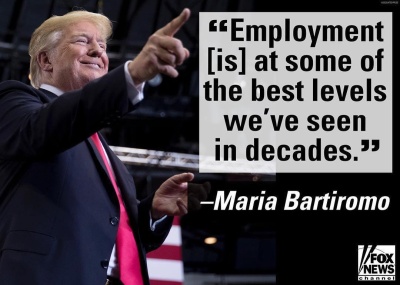 “Employment
[is] at some of
the best levels
we’ve seen
in decades.”
–Maria Bartiromo
FOX
NEWS
channel